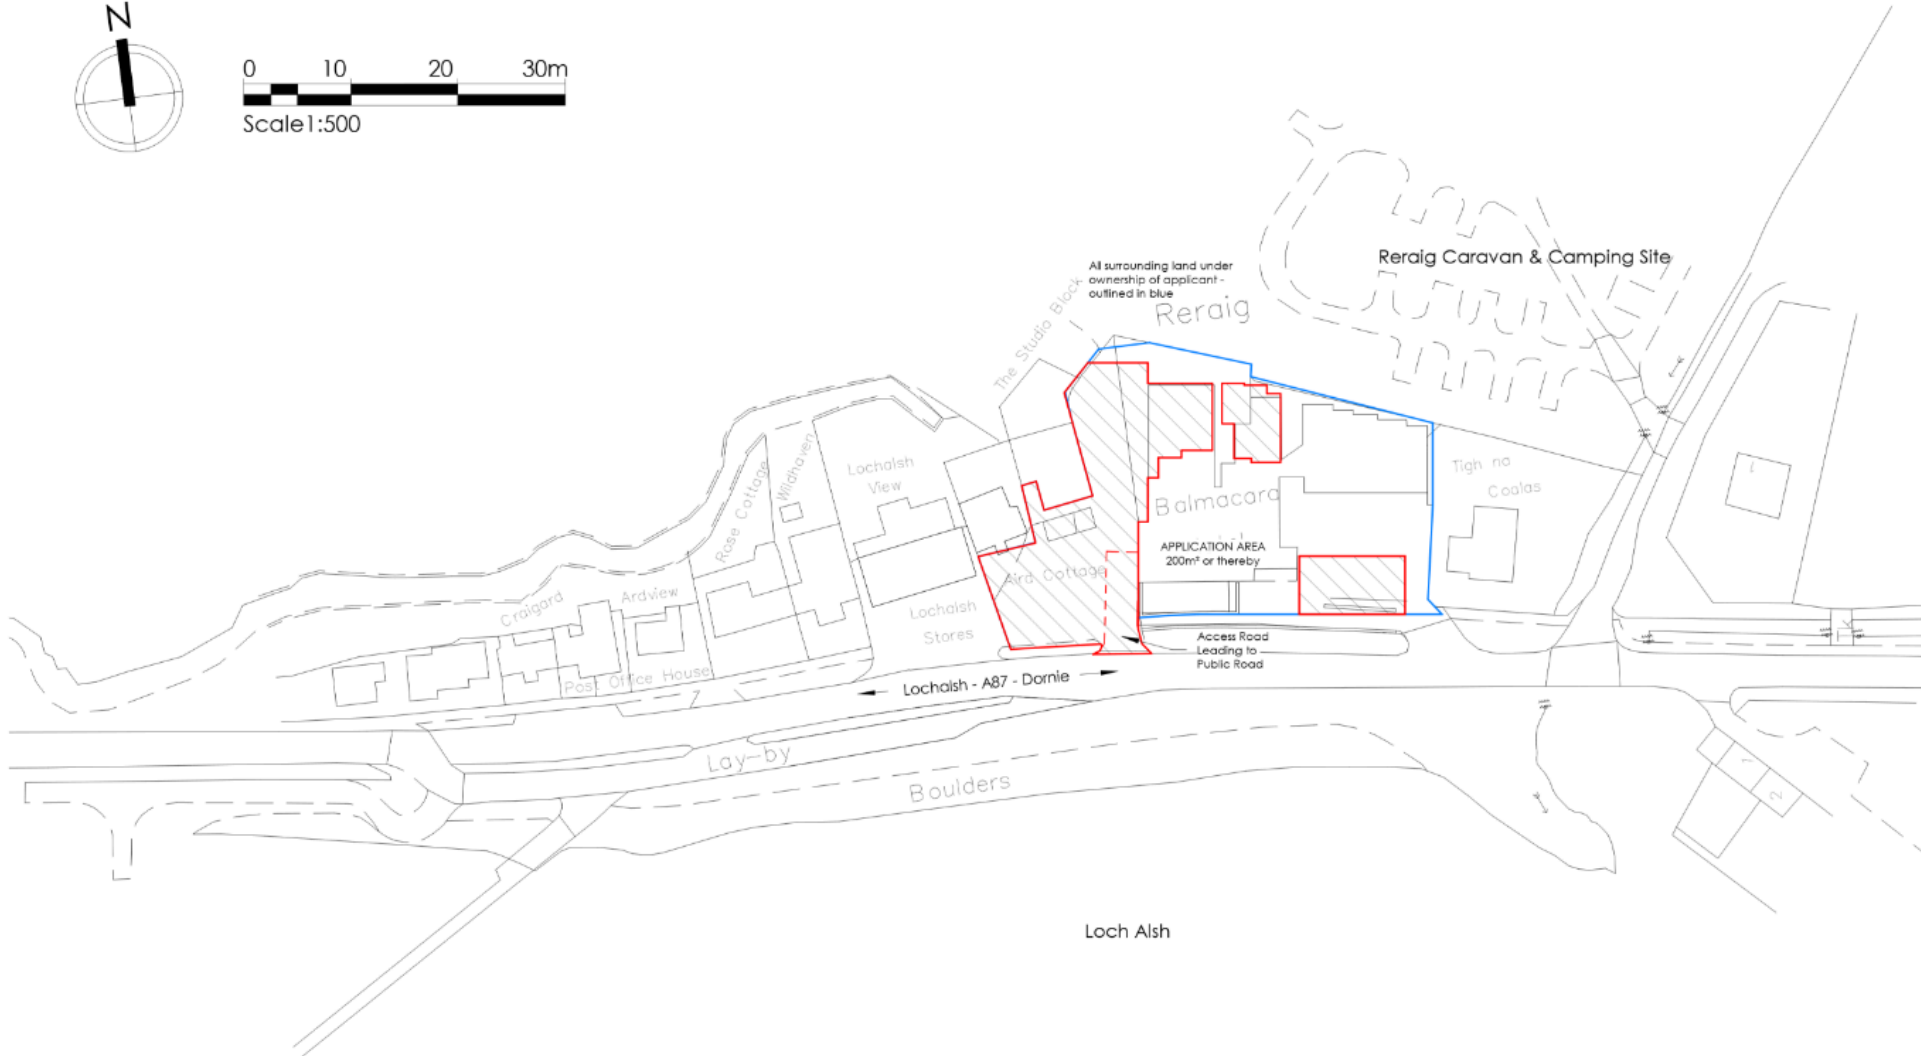 N
0 10 20 30m
Scale1:500
Reraig Caravan & Camping Site
All surrounding land under
ownership of applicant -
outlined in blue
Reraig
The Studio Block
Lochalsh
View
Wildhaven
Rose Cottage
Tigh na
Coalas
Balmacara
APPLICATION AREA
200m² or thereby
Aird Cottage
Craigard
Ardview
Lochalsh
Stores
Access Road
Leading to
Public Road
Post Office House
Lochalsh - A87 - Dornie
Lay-by
Boulders
1
2
Loch Alsh